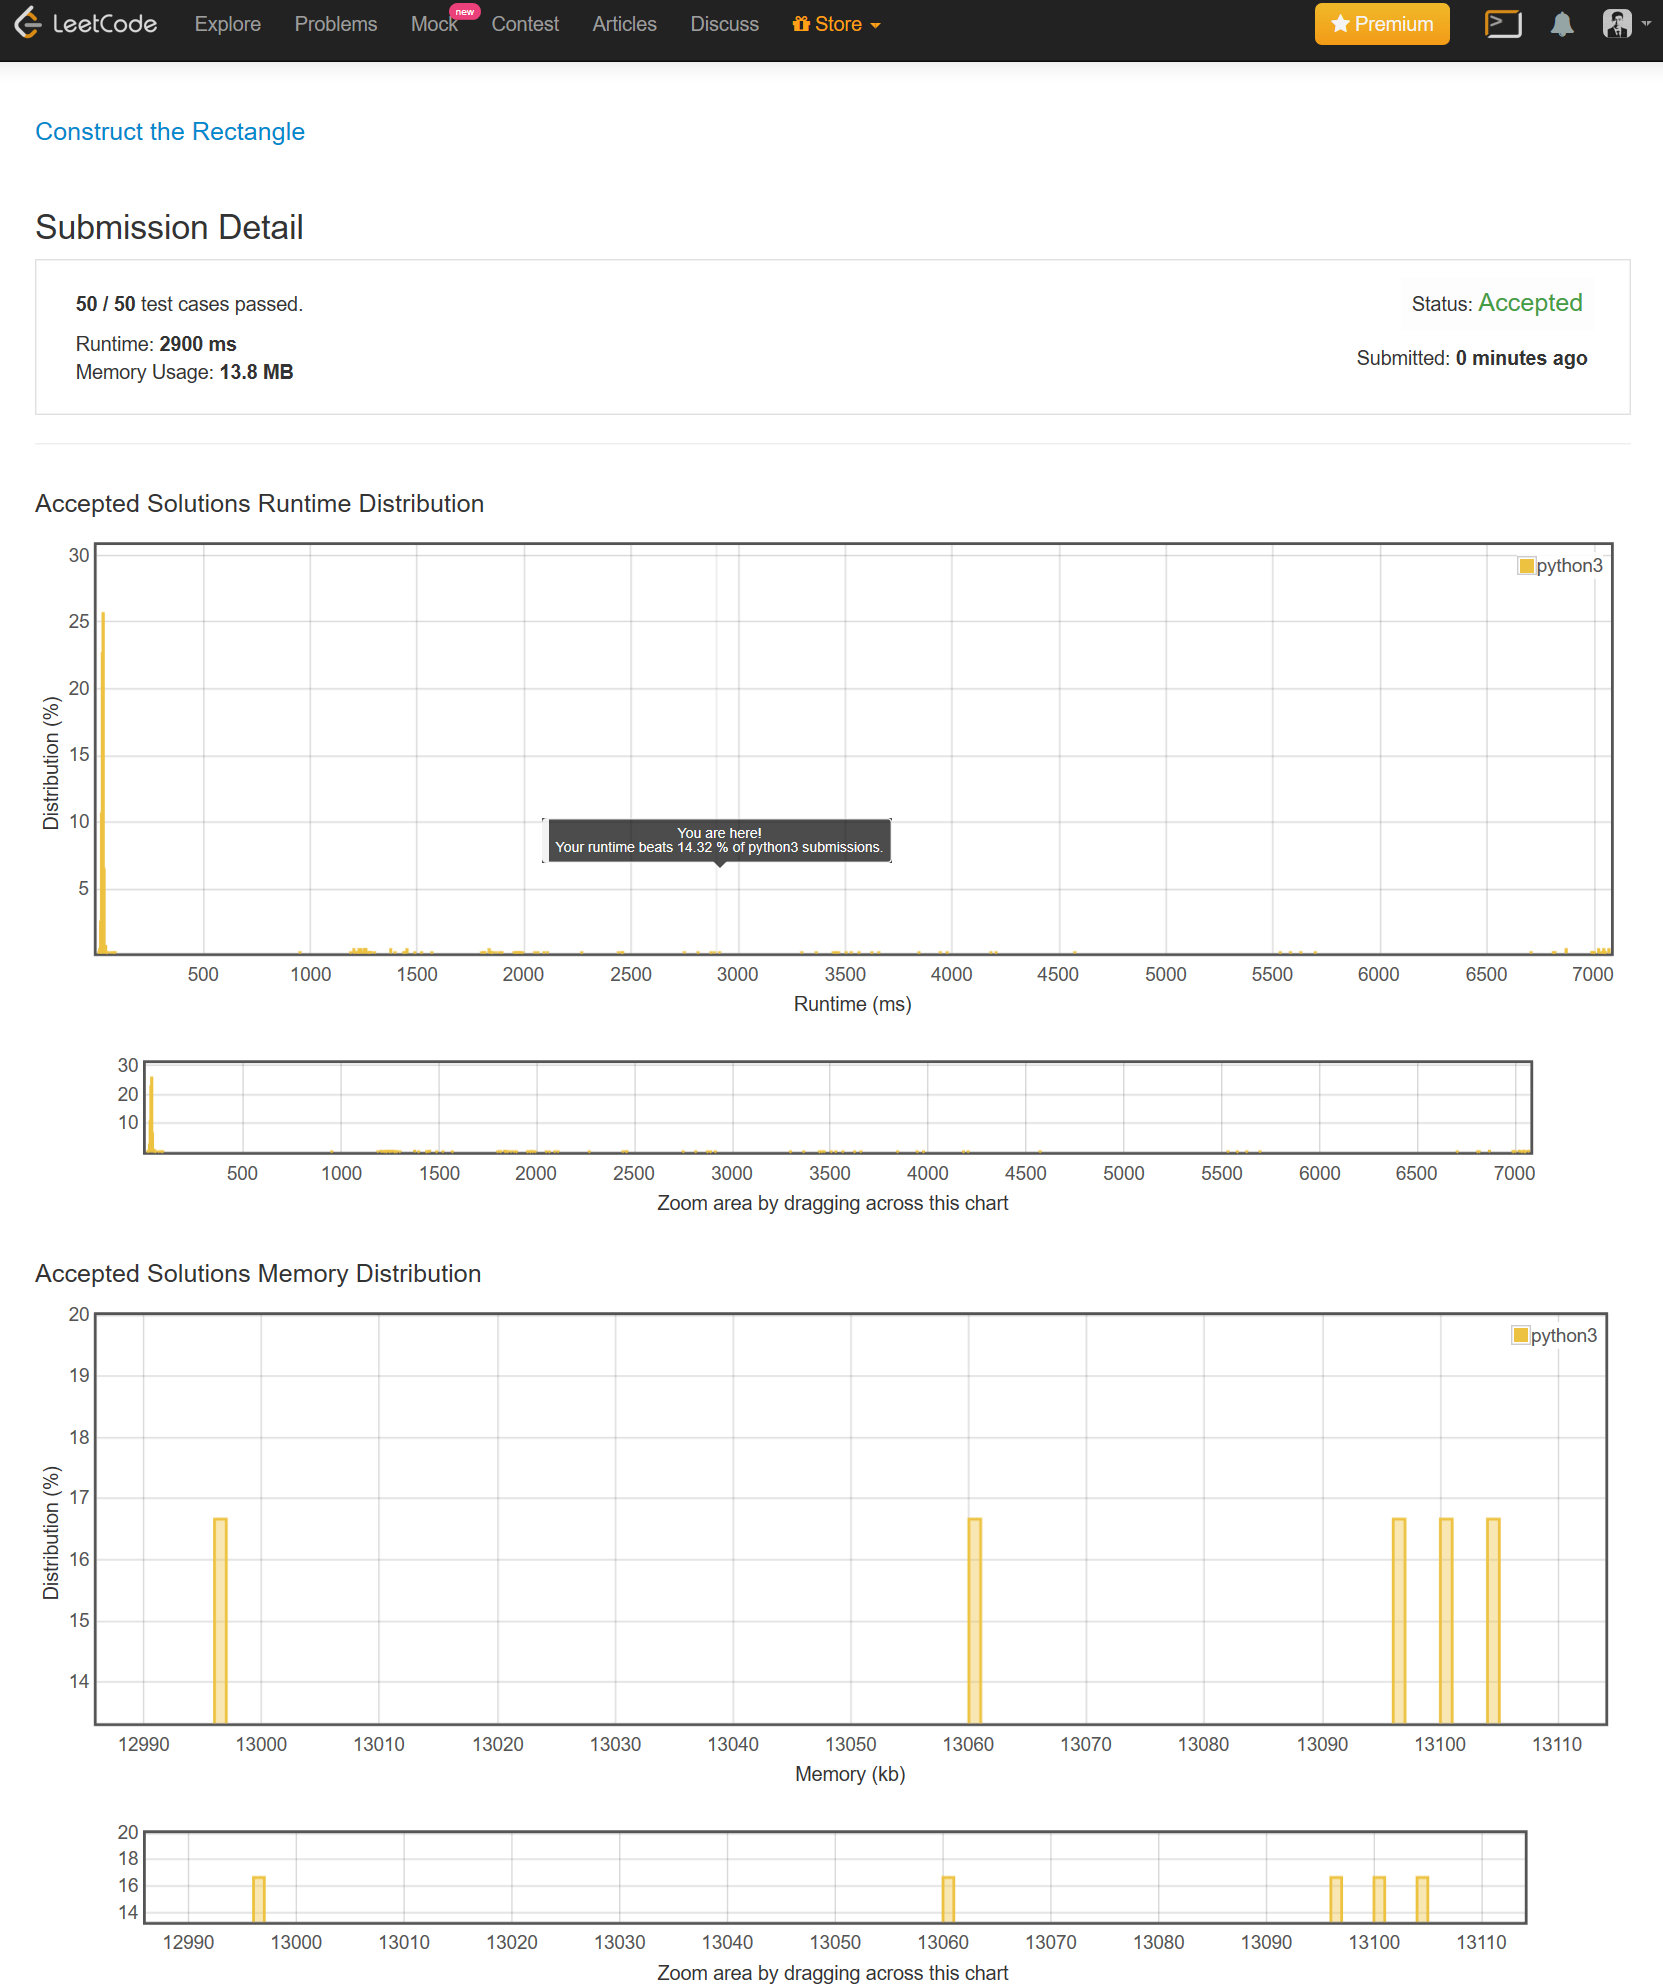 LeetCode Explore Problems Mock new Contest Articles Discuss Store Premium
Construct the Rectangle
Submission Detail
50 / 50 test cases passed.
Status: Accepted
Runtime: 2900 ms
Submitted: 0 minutes ago
Memory Usage: 13.8 MB
Accepted Solutions Runtime Distribution
python3
30
25
20
15
10
5
Distribution (%)
You are here!
Your runtime beats 14.32 % of python3 submissions.
500 1000 1500 2000 2500 3000 3500 4000 4500 5000 5500 6000 6500 7000
Runtime (ms)
30
20
10
500 1000 1500 2000 2500 3000 3500 4000 4500 5000 5500 6000 6500 7000
Zoom area by dragging across this chart
Accepted Solutions Memory Distribution
python3
20
19
18
17
16
15
14
Distribution (%)
12990 13000 13010 13020 13030 13040 13050 13060 13070 13080 13090 13100 13110
Memory (kb)
20
18
16
14
12990 13000 13010 13020 13030 13040 13050 13060 13070 13080 13090 13100 13110
Zoom area by dragging across this chart